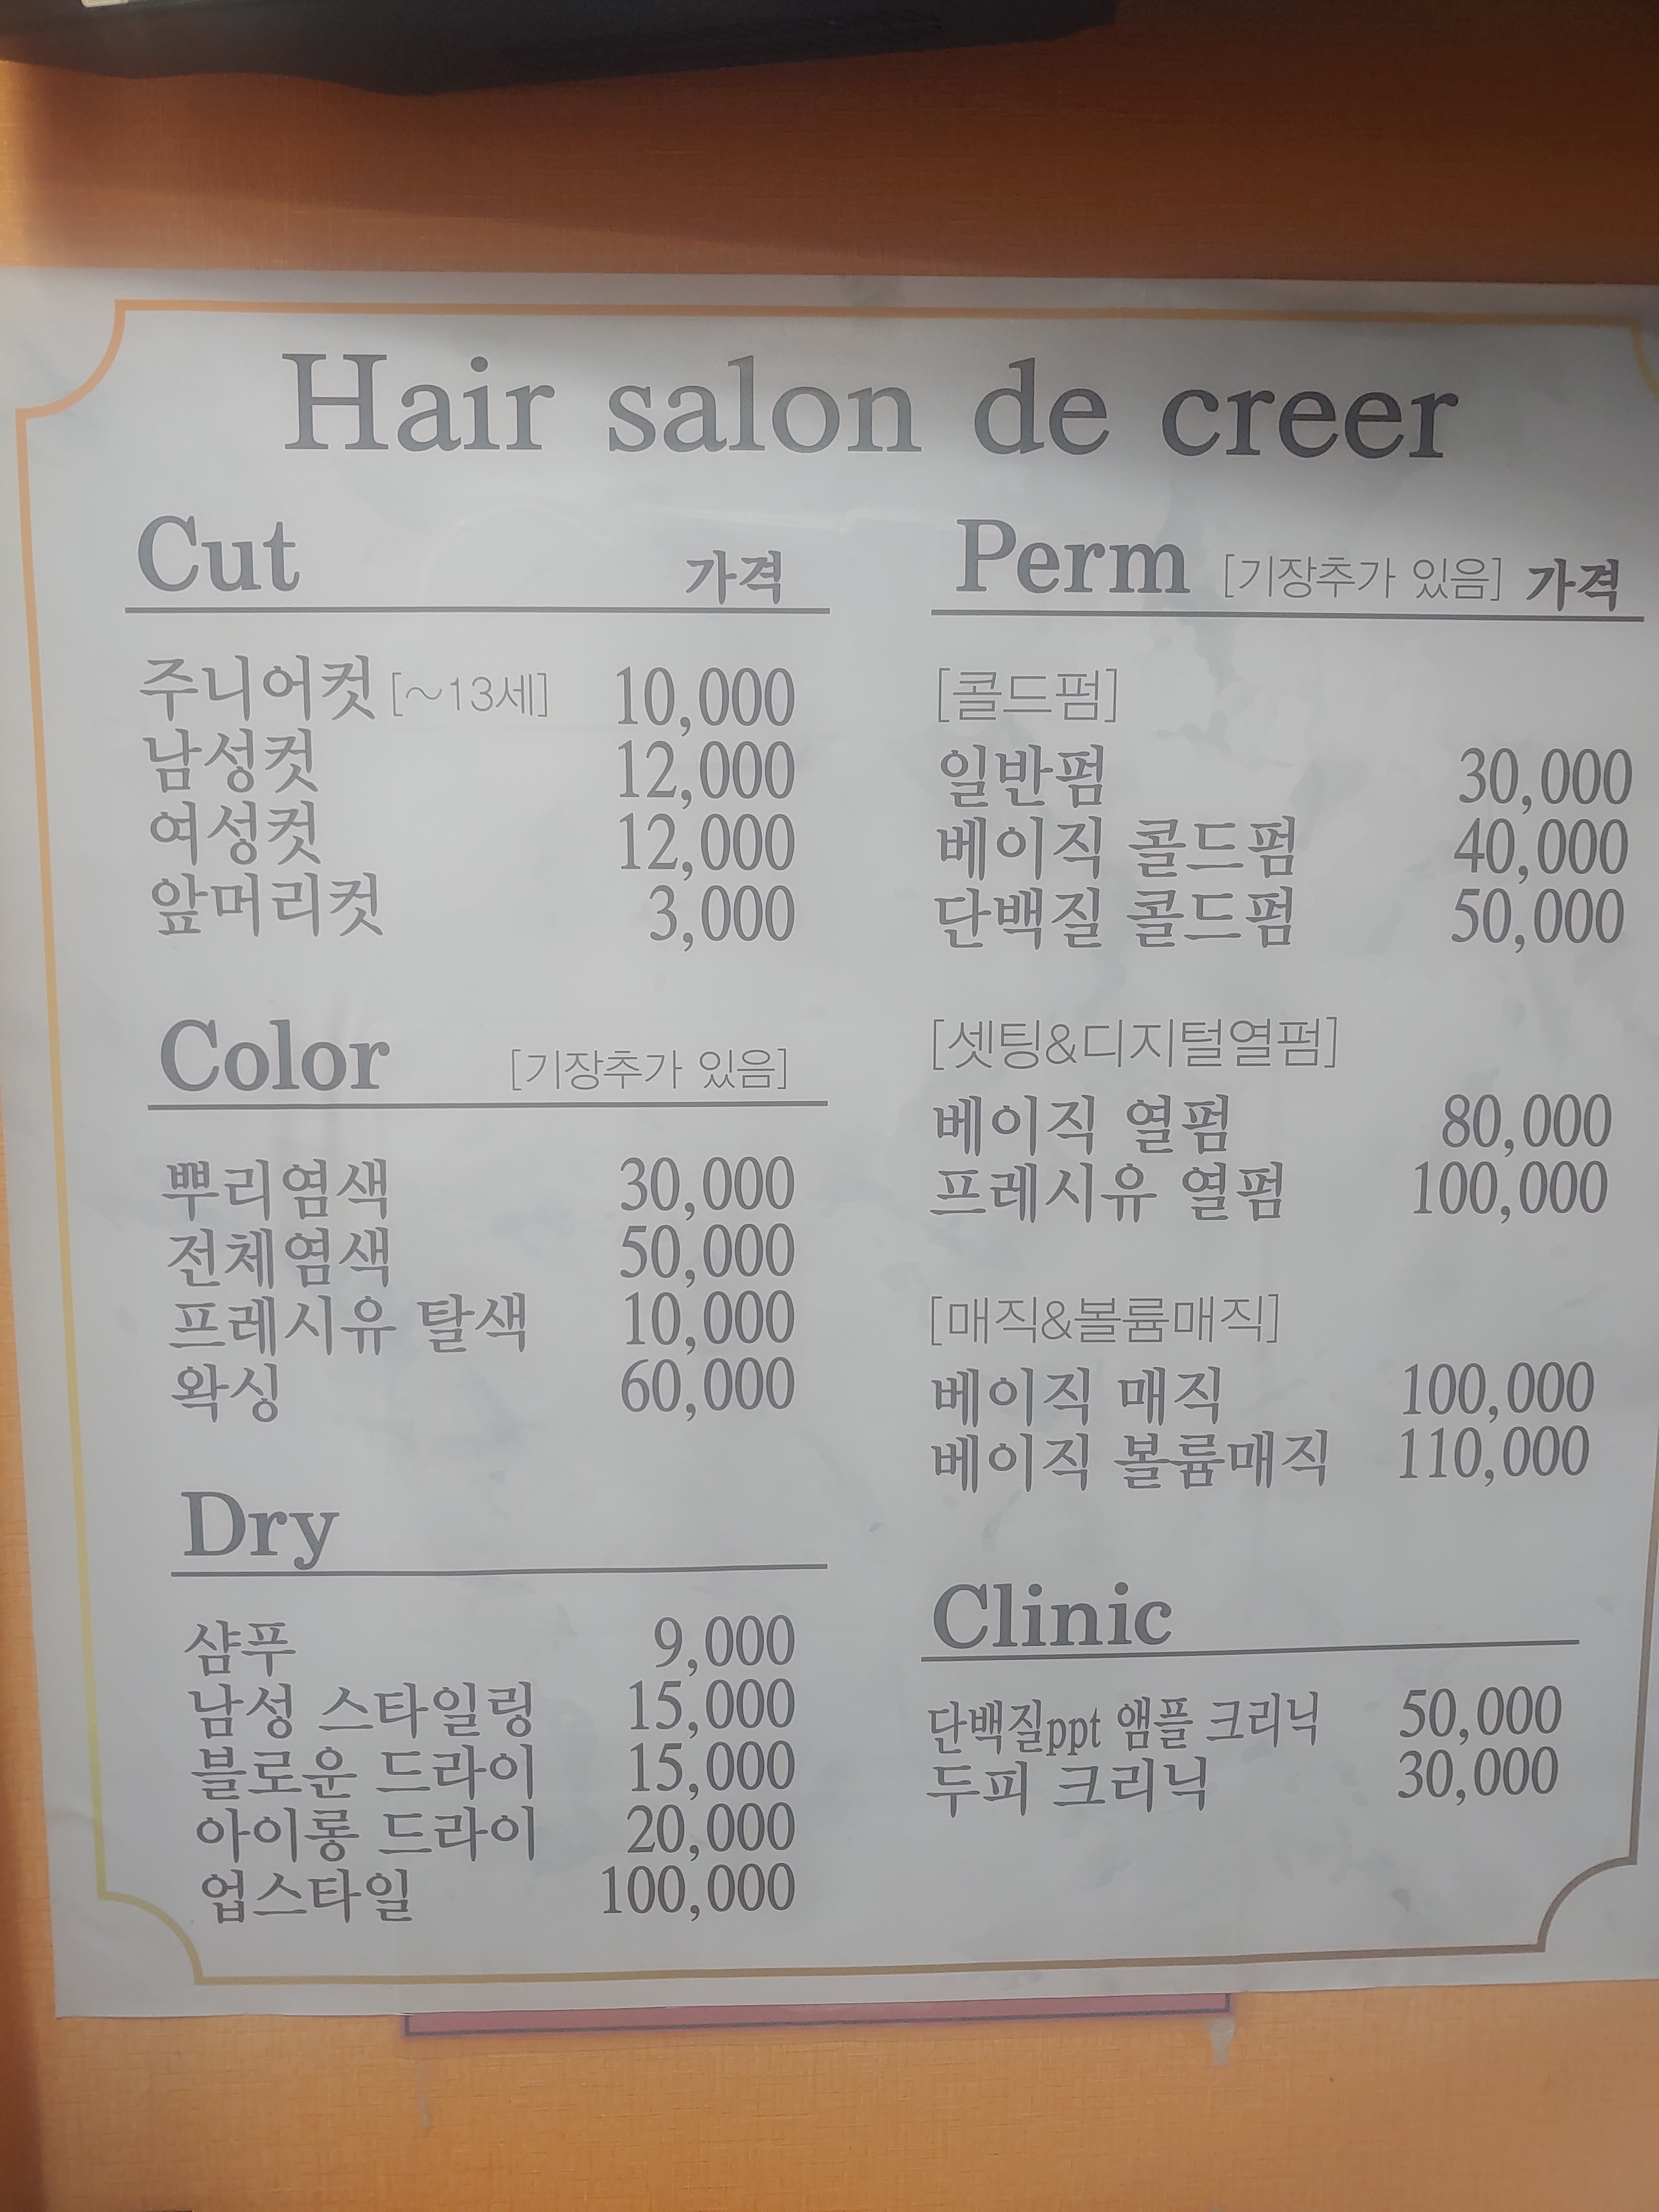 Hair salon de creer
Cut 가격
주니어컷 [~13세] 10,000
남성컷 12,000
여성컷 12,000
앞머리컷 3,000
Color [기장추가 있음]
뿌리염색 30,000
전체염색 50,000
프레시유 탈색 10,000
왁싱 60,000
Dry
샴푸 9,000
남성 스타일링 15,000
블로운 드라이 15,000
아이롱 드라이 20,000
업스타일 100,000
Perm [기장추가 있음] 가격
[콜드펌]
일반펌 30,000
베이직 콜드펌 40,000
단백질 콜드펌 50,000
[셋팅&디지털열펌]
베이직 열펌 80,000
프레시유 열펌 100,000
[매직&볼륨매직]
베이직 매직 100,000
베이직 볼륨매직 110,000
Clinic
단백질ppt 앰플 크리닉 50,000
두피 크리닉 30,000